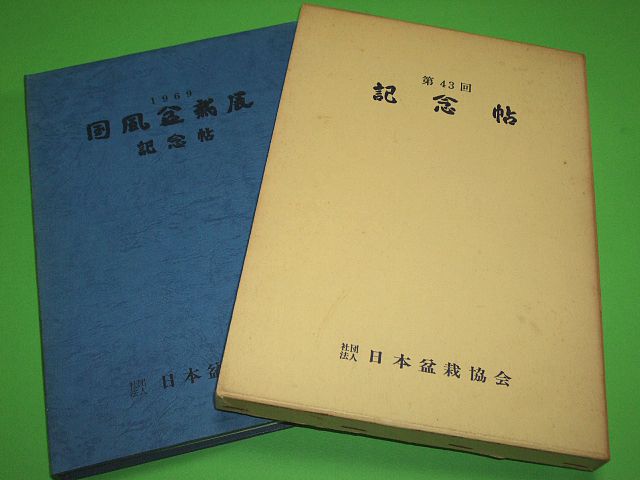 1969
国風盆栽展
記念帖
社団
法人 日本盆
第43回
記念帖
社団
法人 日本盆栽協会